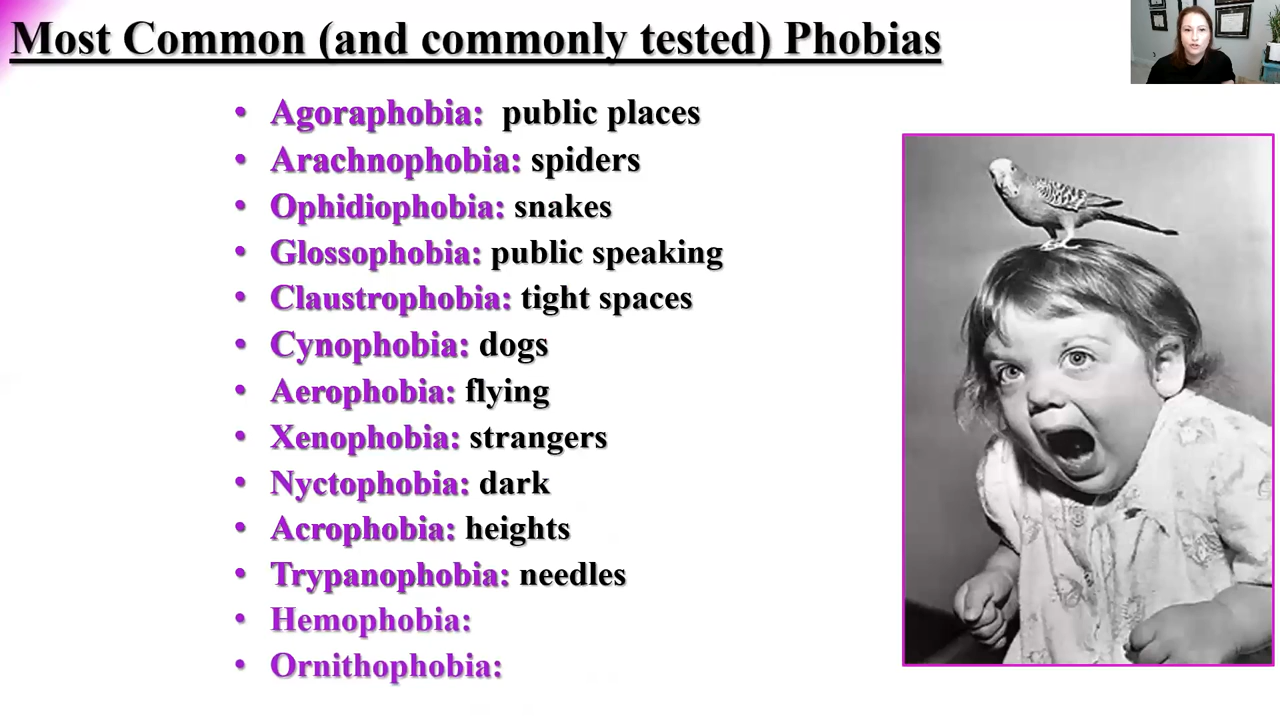 Most Common (and commonly tested) Phobias
• Agoraphobia: public places
• Arachnophobia: spiders
• Ophidiophobia: snakes
• Glossophobia: public speaking
• Claustrophobia: tight spaces
• Cynophobia: dogs
• Aerophobia: flying
• Xenophobia: strangers
• Nyctophobia: dark
• Acrophobia: heights
• Trypanophobia: needles
• Hemophobia:
• Ornithophobia: